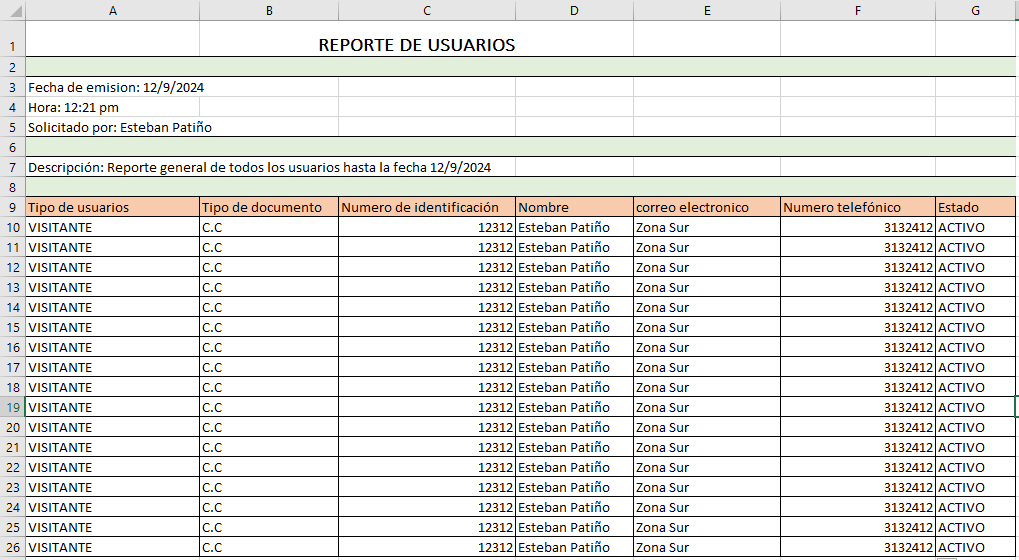 A B C D E F G
1 REPORTE DE USUARIOS
2
3 Fecha de emision: 12/9/2024
4 Hora: 12:21 pm
5 Solicitado por: Esteban Patiño
6
7 Descripción: Reporte general de todos los usuarios hasta la fecha 12/9/2024
8
9 Tipo de usuarios Tipo de documento Numero de identificación Nombre correo electronico Numero telefónico Estado
10 VISITANTE C.C 12312 Esteban Patiño Zona Sur 3132412 ACTIVO
11 VISITANTE C.C 12312 Esteban Patiño Zona Sur 3132412 ACTIVO
12 VISITANTE C.C 12312 Esteban Patiño Zona Sur 3132412 ACTIVO
13 VISITANTE C.C 12312 Esteban Patiño Zona Sur 3132412 ACTIVO
14 VISITANTE C.C 12312 Esteban Patiño Zona Sur 3132412 ACTIVO
15 VISITANTE C.C 12312 Esteban Patiño Zona Sur 3132412 ACTIVO
16 VISITANTE C.C 12312 Esteban Patiño Zona Sur 3132412 ACTIVO
17 VISITANTE C.C 12312 Esteban Patiño Zona Sur 3132412 ACTIVO
18 VISITANTE C.C 12312 Esteban Patiño Zona Sur 3132412 ACTIVO
19 VISITANTE C.C 12312 Esteban Patiño Zona Sur 3132412 ACTIVO
20 VISITANTE C.C 12312 Esteban Patiño Zona Sur 3132412 ACTIVO
21 VISITANTE C.C 12312 Esteban Patiño Zona Sur 3132412 ACTIVO
22 VISITANTE C.C 12312 Esteban Patiño Zona Sur 3132412 ACTIVO
23 VISITANTE C.C 12312 Esteban Patiño Zona Sur 3132412 ACTIVO
24 VISITANTE C.C 12312 Esteban Patiño Zona Sur 3132412 ACTIVO
25 VISITANTE C.C 12312 Esteban Patiño Zona Sur 3132412 ACTIVO
26 VISITANTE C.C 12312 Esteban Patiño Zona Sur 3132412 ACTIVO